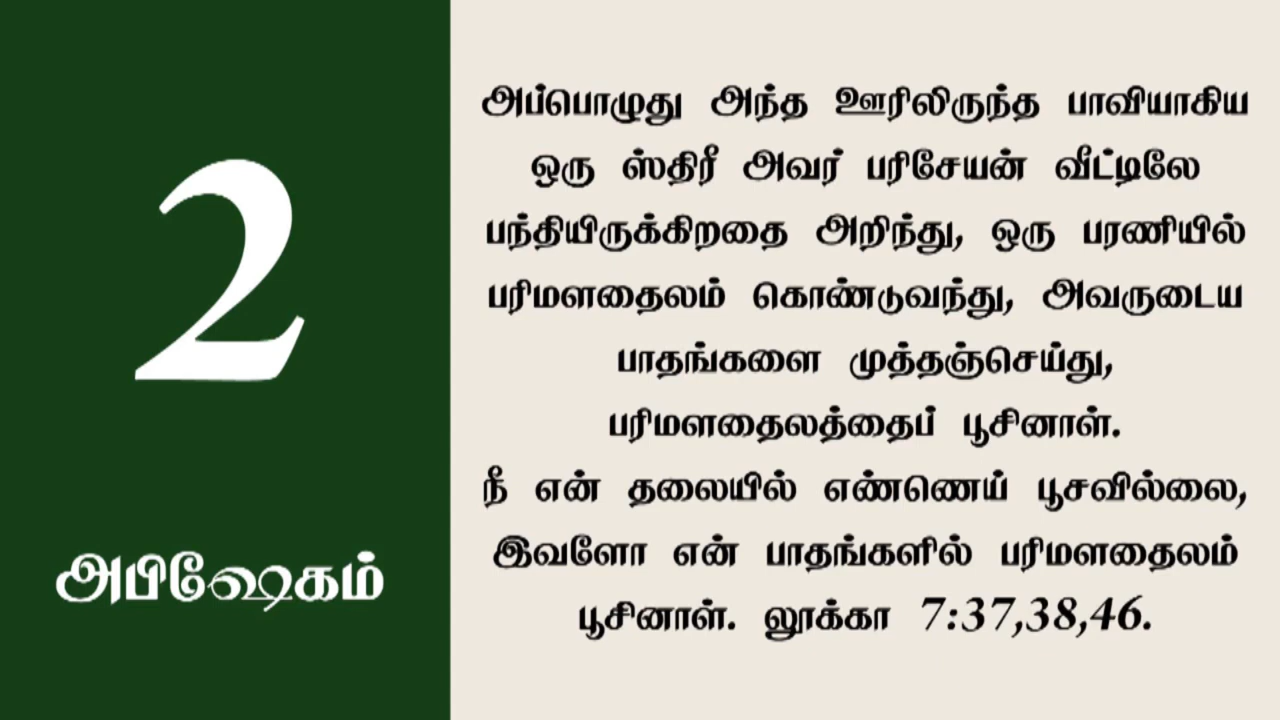 2
அபிஷேகம்
அப்பொழுது அந்த ஊரிலிருந்த பாவியாகிய
ஒரு ஸ்திரீ அவர் பரிசேயன் வீட்டிலே
பந்தியிருக்கிறதை அறிந்து, ஒரு பரணியில்
பரிமளதைலம் கொண்டுவந்து, அவருடைய
பாதங்களை முத்தஞ்செய்து,
பரிமளதைலத்தைப் பூசினாள்.
நீ என் தலையில் எண்ணெய் பூசவில்லை,
இவளோ என் பாதங்களில் பரிமளதைலம்
பூசினாள். லூக்கா 7:37,38,46.